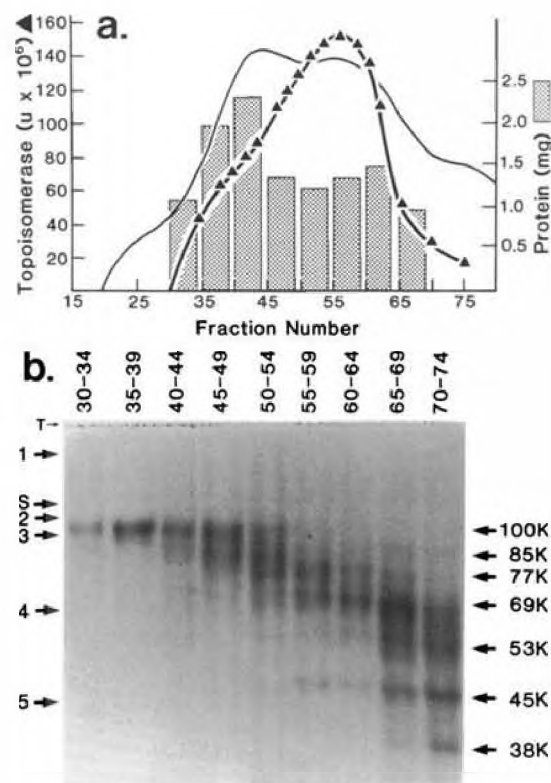 a.
Topoisomerase (u x 10⁶)
160
140
120
100
80
60
40
20
2.5
2.0
1.5
1.0
0.5
Protein (mg)
15 25 35 45 55 65 75
Fraction Number
b.
30-34 35-39 40-44 45-49 50-54 55-59 60-64 65-69 70-74
T
1
S
2
3
4
5
100K
85K
77K
69K
53K
45K
38K